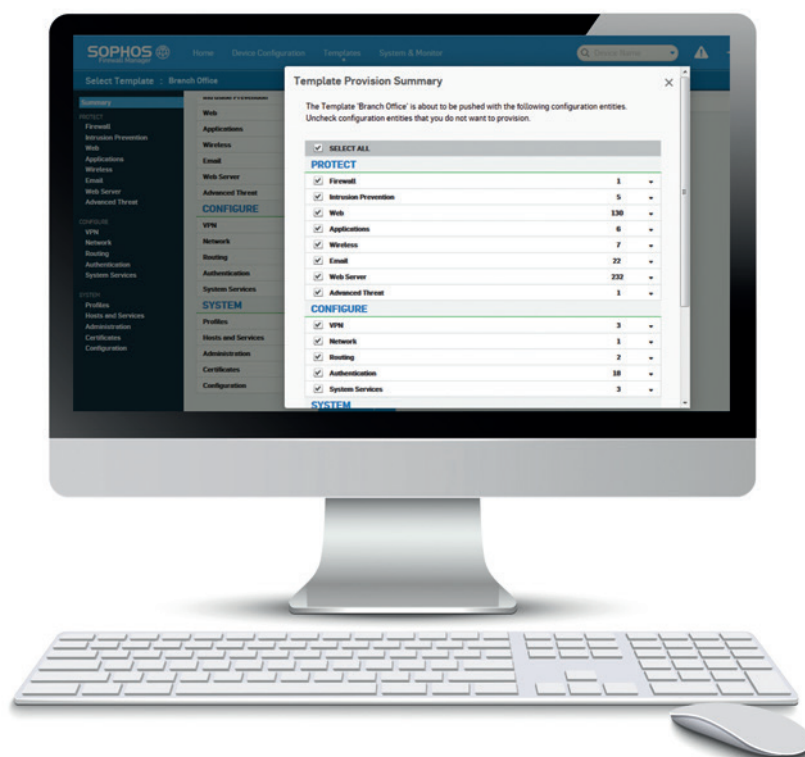 SOPHOS
Firewall Manager
Home Device Configuration Templates System & Monitor
Device Name
Select Template : Branch Office
Summary
PROTECT
Firewall
Intrusion Prevention
Web
Applications
Wireless
Email
Web Server
Advanced Threat
CONFIGURE
VPN
Network
Routing
Authentication
System Services
SYSTEM
Profiles
Hosts and Services
Administration
Certificates
Configuration
Intrusion Prevention
Web
Applications
Wireless
Email
Web Server
Advanced Threat
CONFIGURE
VPN
Network
Routing
Authentication
System Services
SYSTEM
Profiles
Hosts and Services
Administration
Certificates
Configuration
Template Provision Summary
The Template 'Branch Office' is about to be pushed with the following configuration entities.
Uncheck configuration entities that you do not want to provision.
SELECT ALL
PROTECT
Firewall 1
Intrusion Prevention 5
Web 130
Applications 6
Wireless 7
Email 22
Web Server 232
Advanced Threat 1
CONFIGURE
VPN 3
Network 1
Routing 2
Authentication 18
System Services 3
SYSTEM